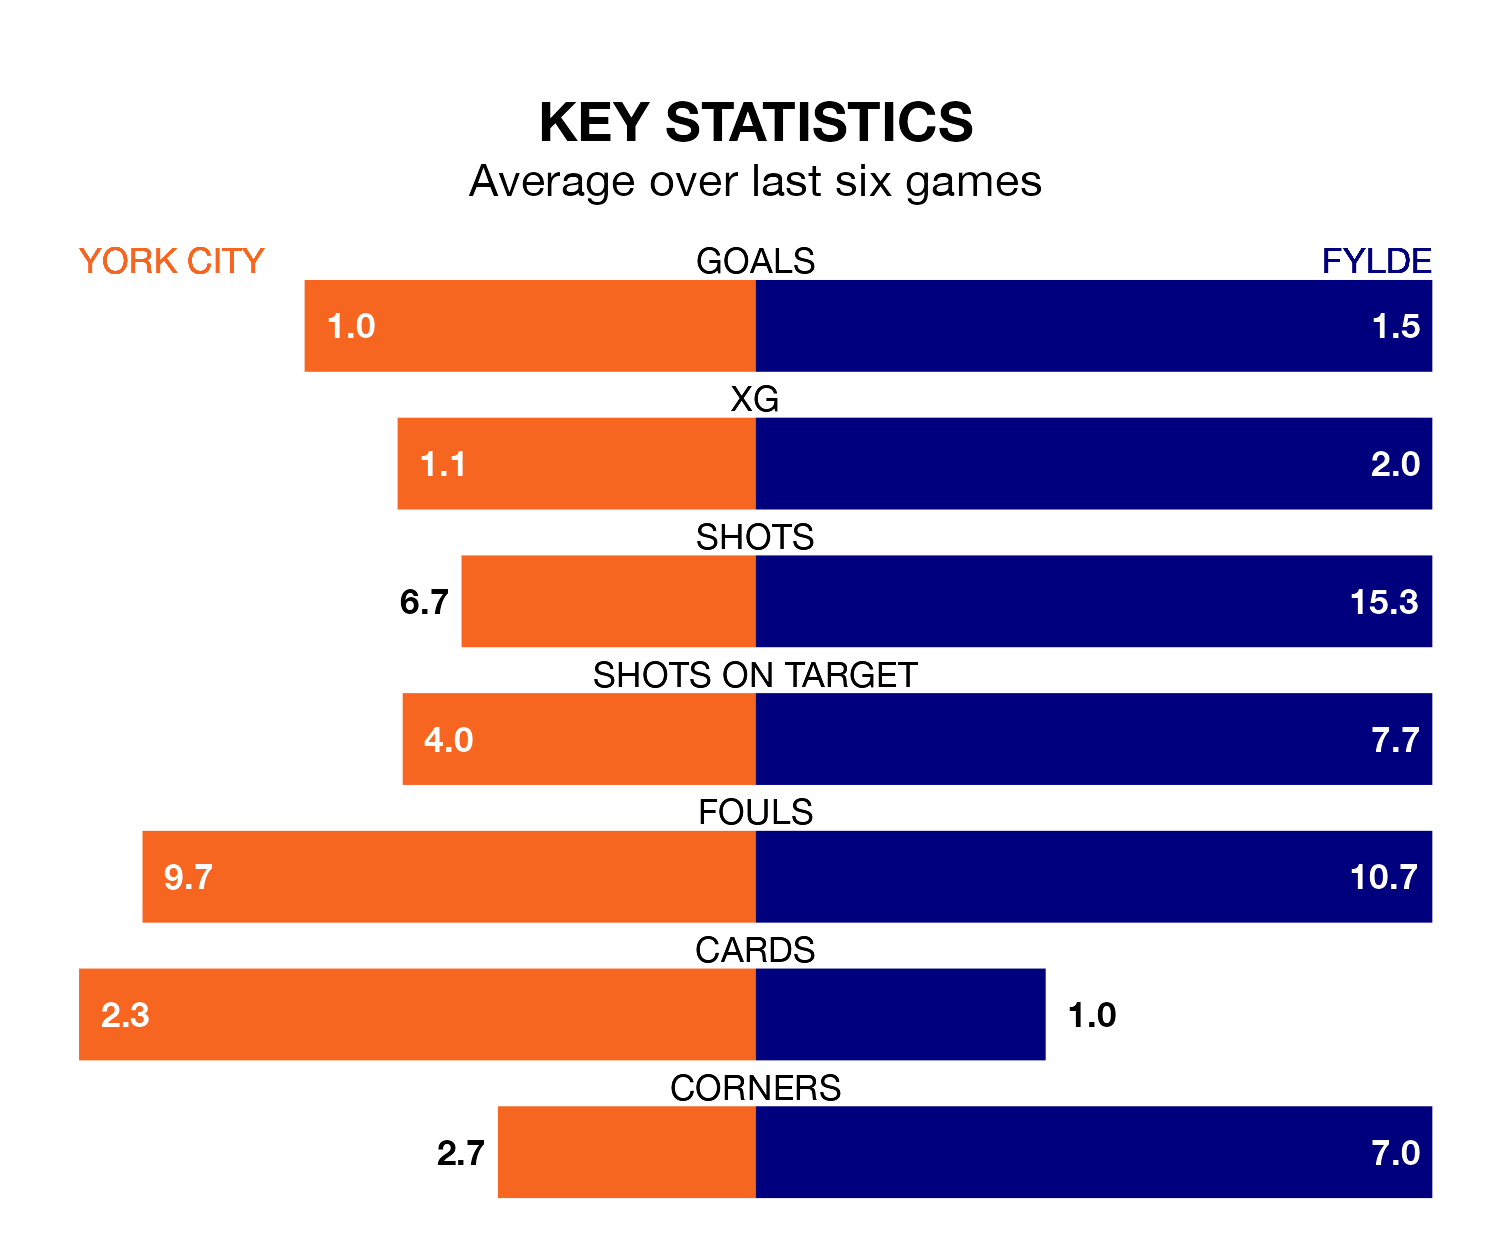 KEY STATISTICS
Average over last six games
YORK CITY GOALS FYLDE
1.0 1.5
XG
1.1 2.0
SHOTS
6.7 15.3
SHOTS ON TARGET
4.0 7.7
FOULS
9.7 10.7
CARDS
2.3 1.0
CORNERS
2.7 7.0